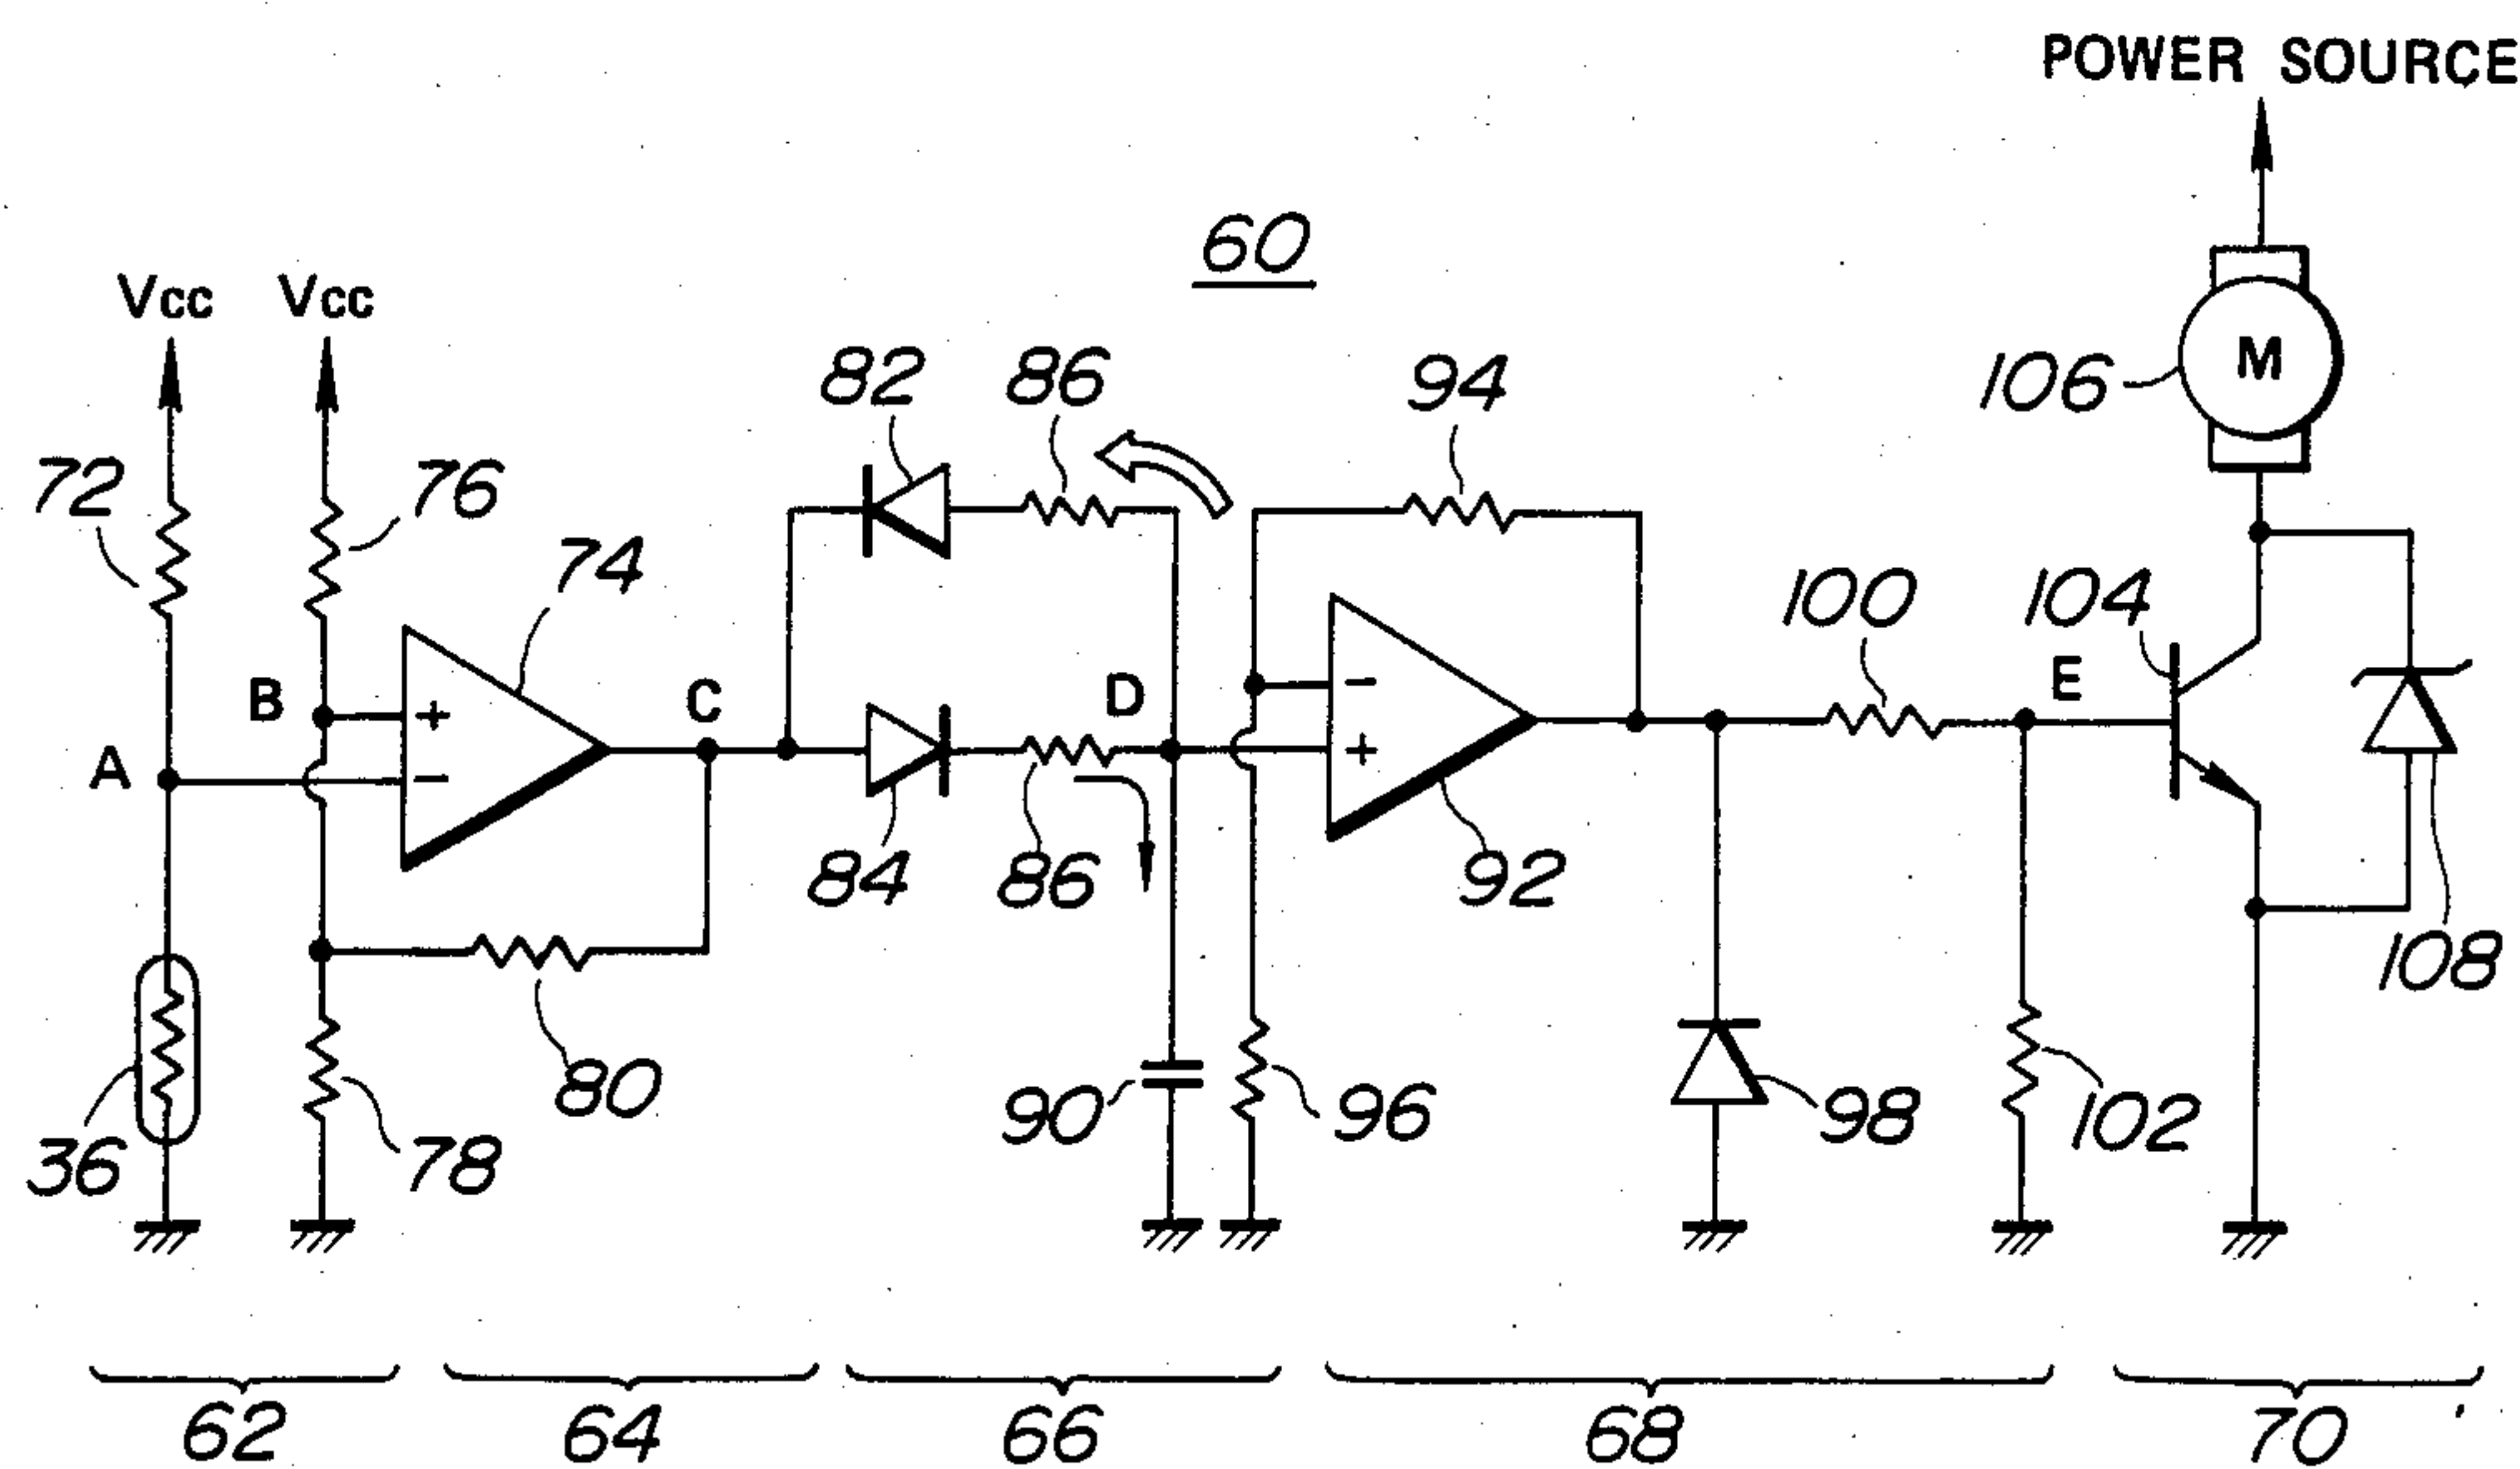 POWER SOURCE
60
Vcc Vcc
82 86 94 106 M
72 76
74 100 104
B C D E
A
+ − − +
84 86 92 108
80 90 96 98 102
36 78
62 64 66 68 70